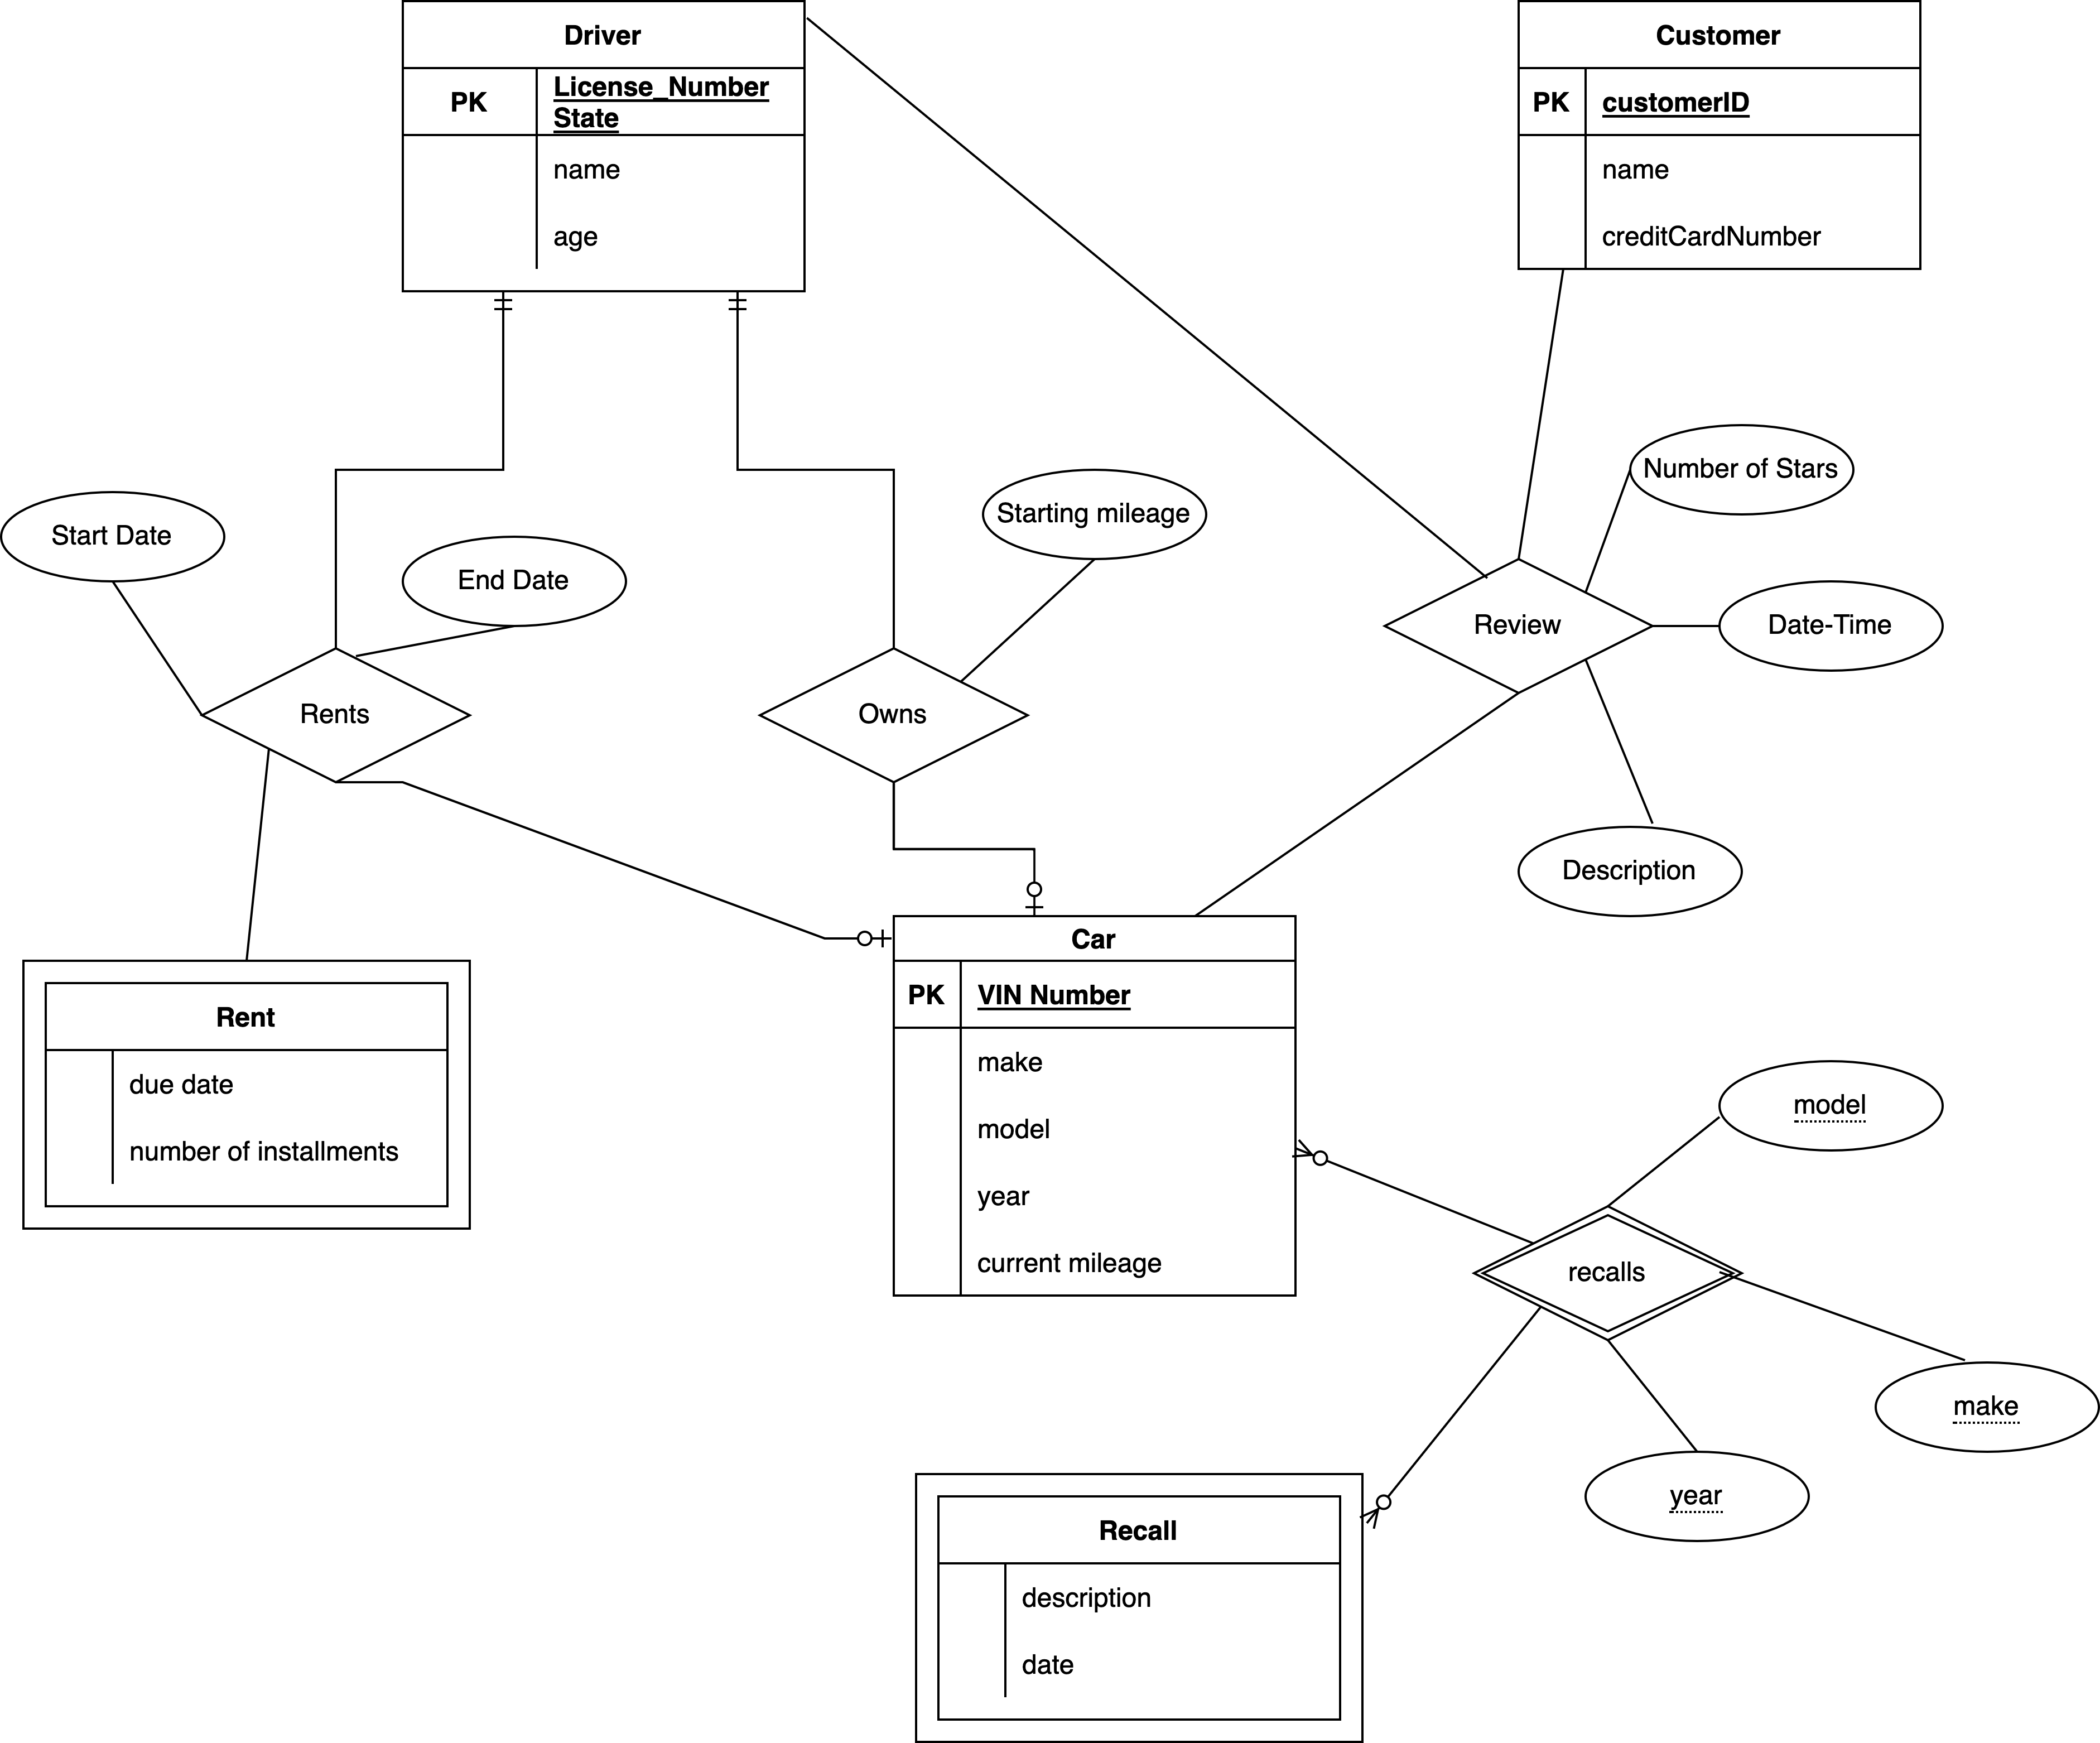 Driver
PK
License_Number
State
name
age
Customer
PK
customerID
name
creditCardNumber
Number of Stars
Starting mileage
Start Date
End Date
Review
Date-Time
Rents
Owns
Description
Car
PK
VIN Number
make
model
year
current mileage
Rent
due date
number of installments
model
recalls
make
year
Recall
description
date